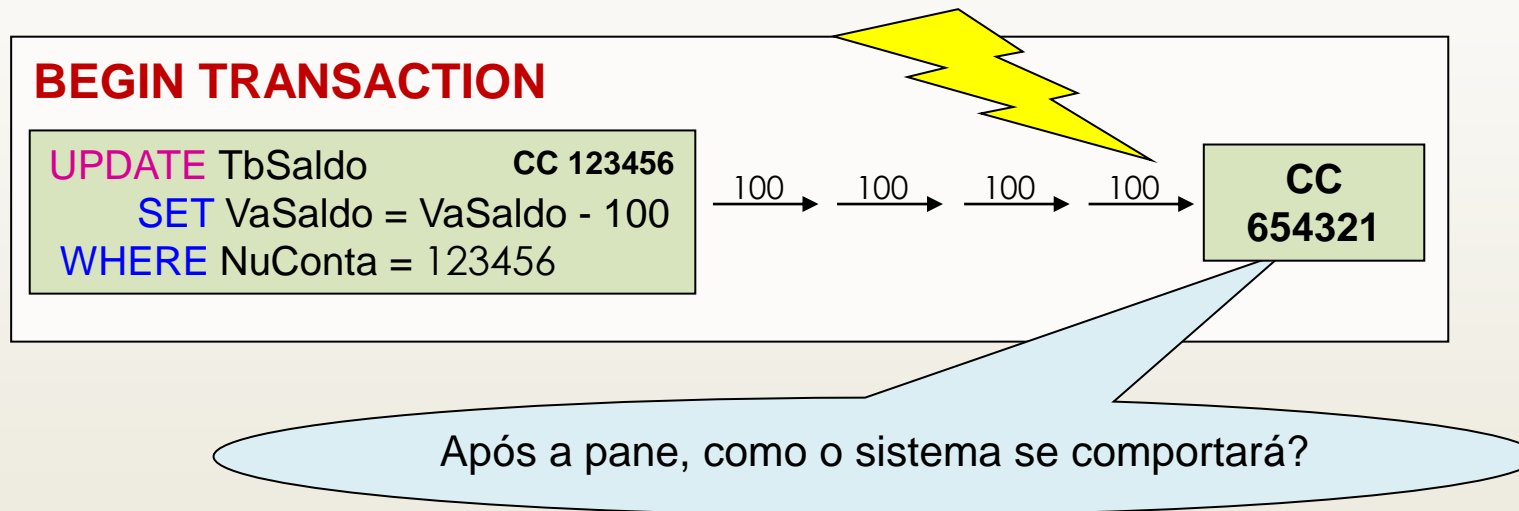 BEGIN TRANSACTION
UPDATE TbSaldo CC 123456
SET VaSaldo = VaSaldo - 100
WHERE NuConta = 123456
100 100 100 100
CC
654321
Após a pane, como o sistema se comportará?